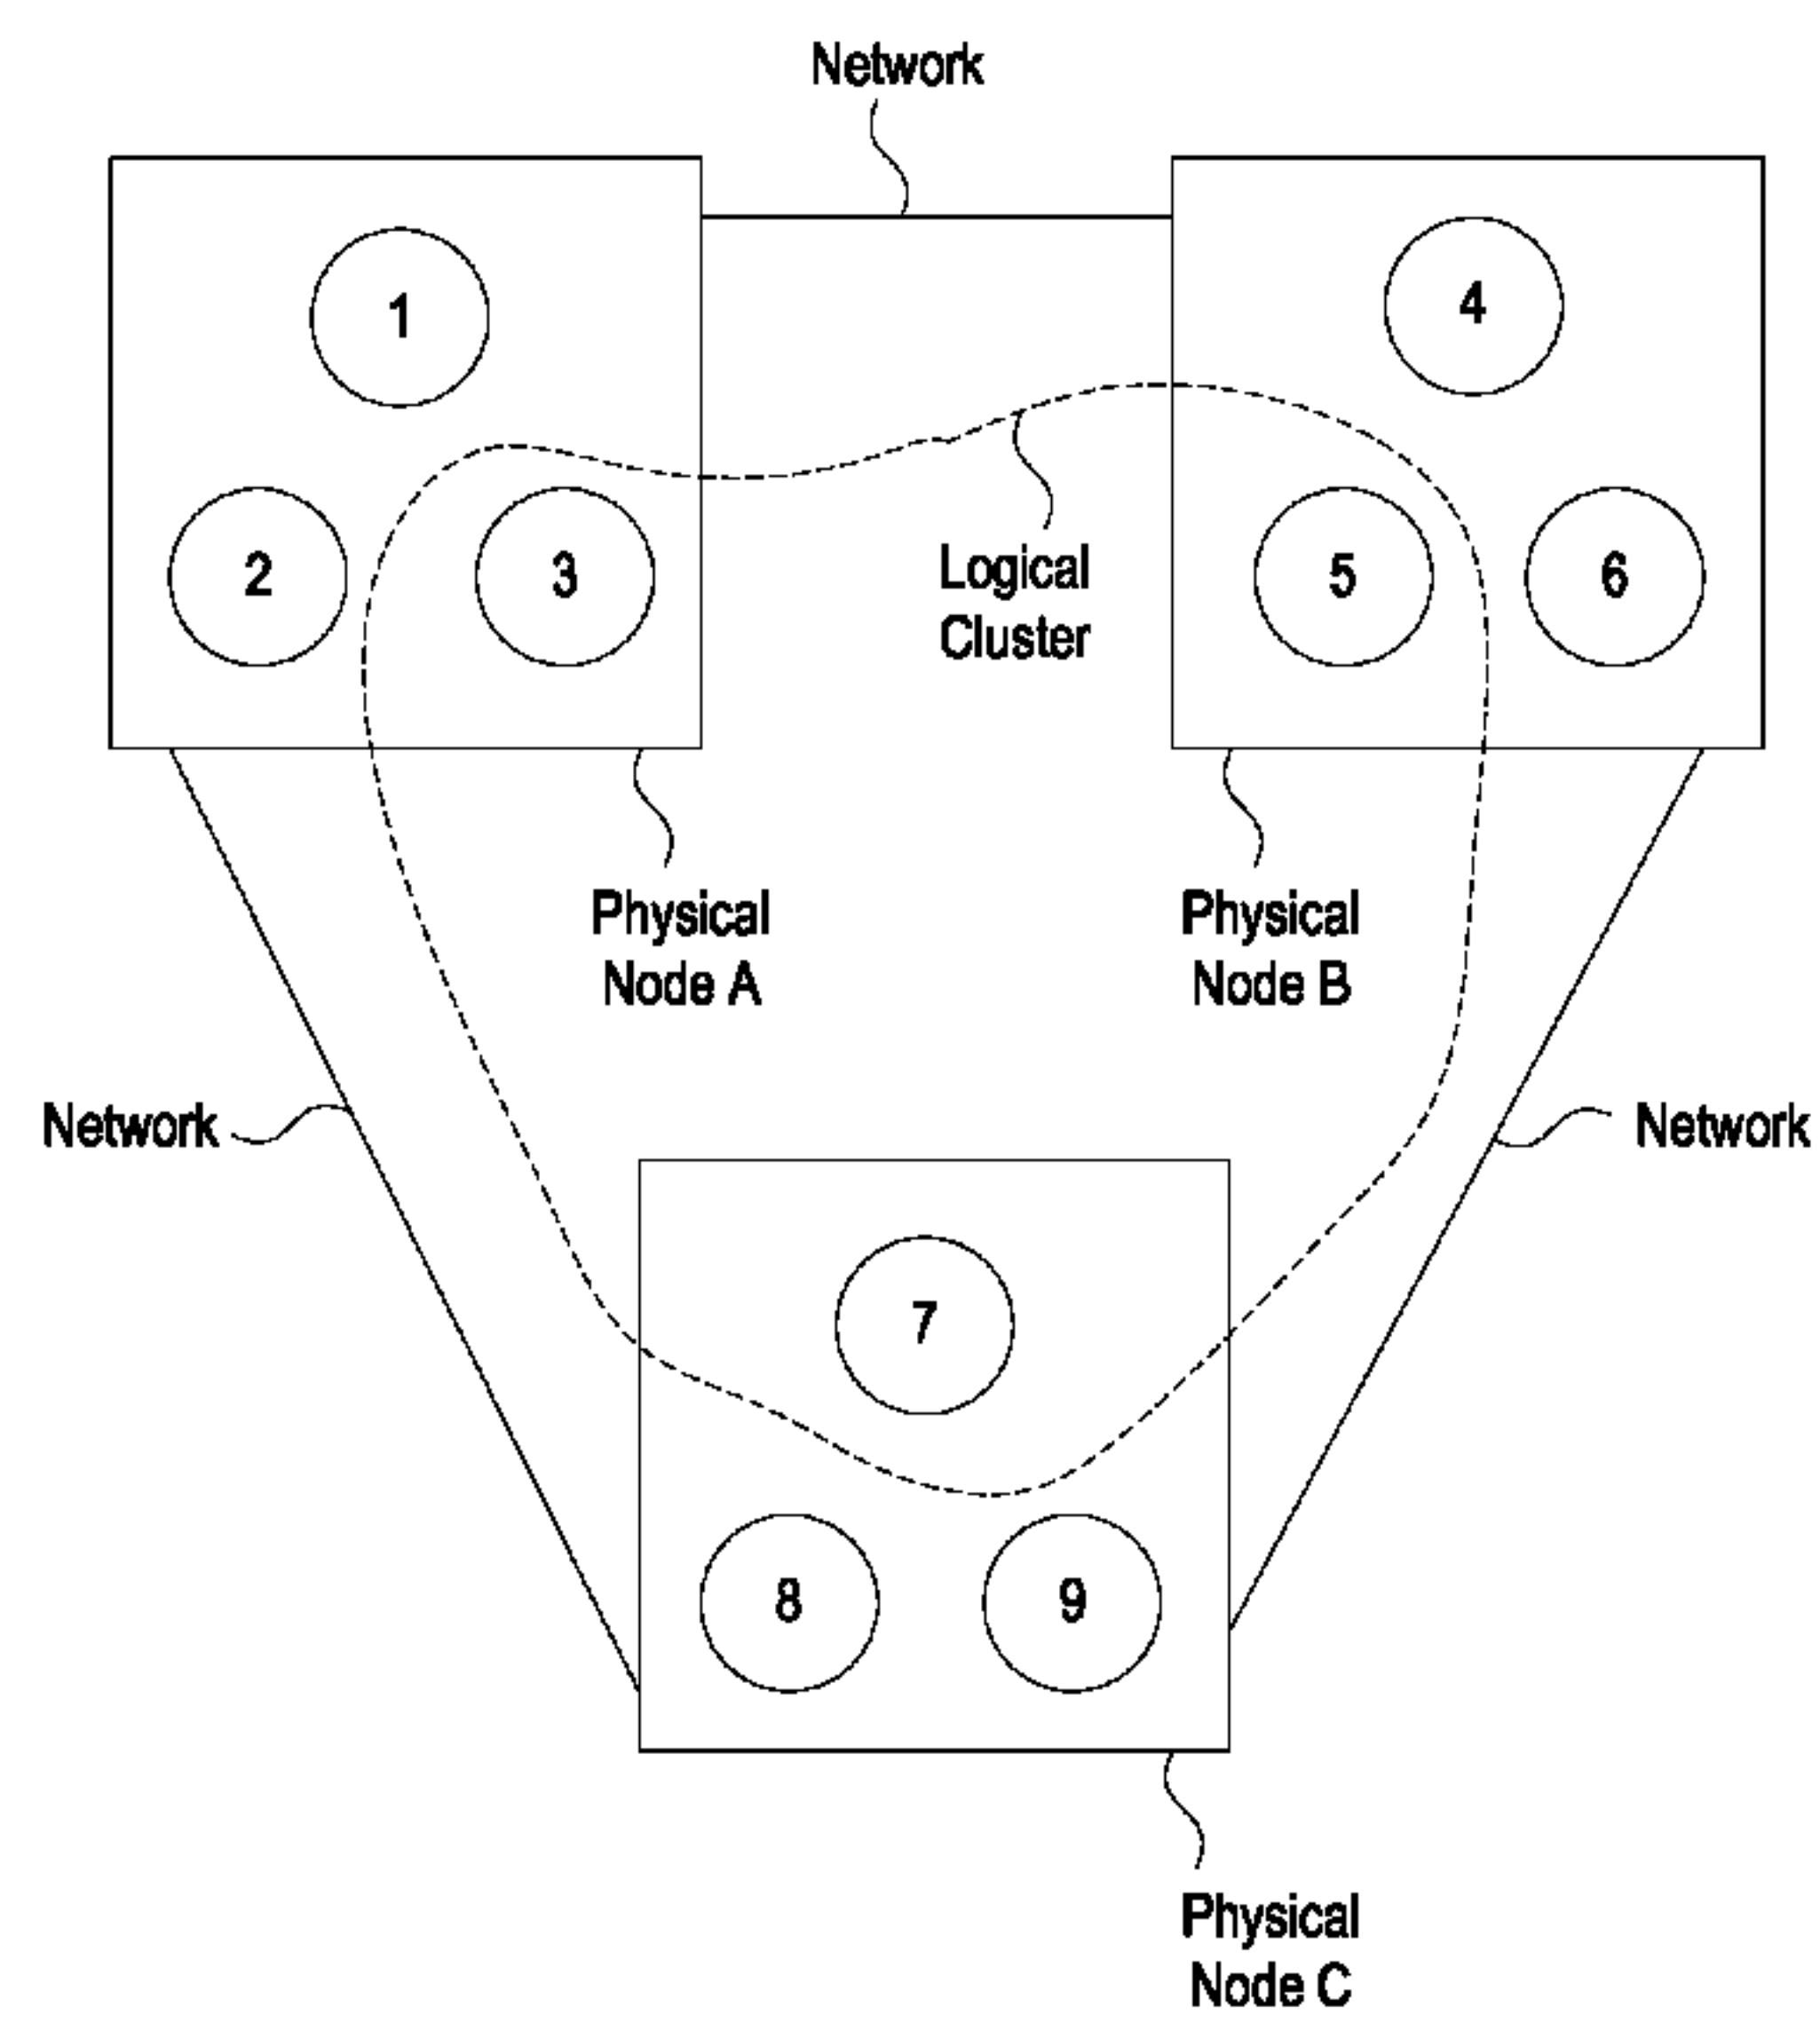 Network
1
4
2
3
5
6
Logical
Cluster
Physical
Node A
Physical
Node B
Network
Network
7
8
9
Physical
Node C